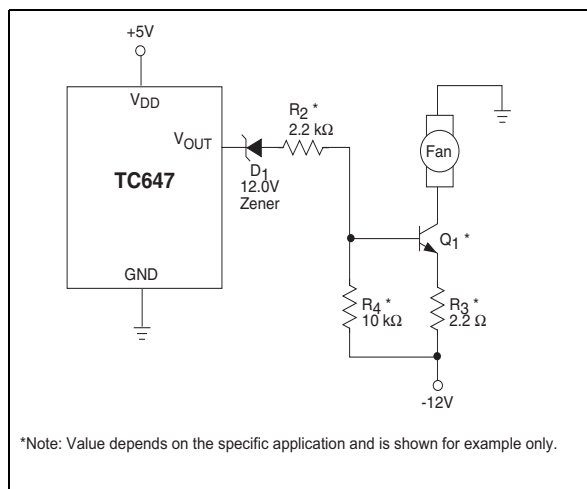 +5V
VDD
VOUT
TC647
GND
D1
12.0V
Zener
R2 *
2.2 kΩ
Fan
Q1 *
R4 *
10 kΩ
R3 *
2.2 Ω
-12V
*Note: Value depends on the specific application and is shown for example only.